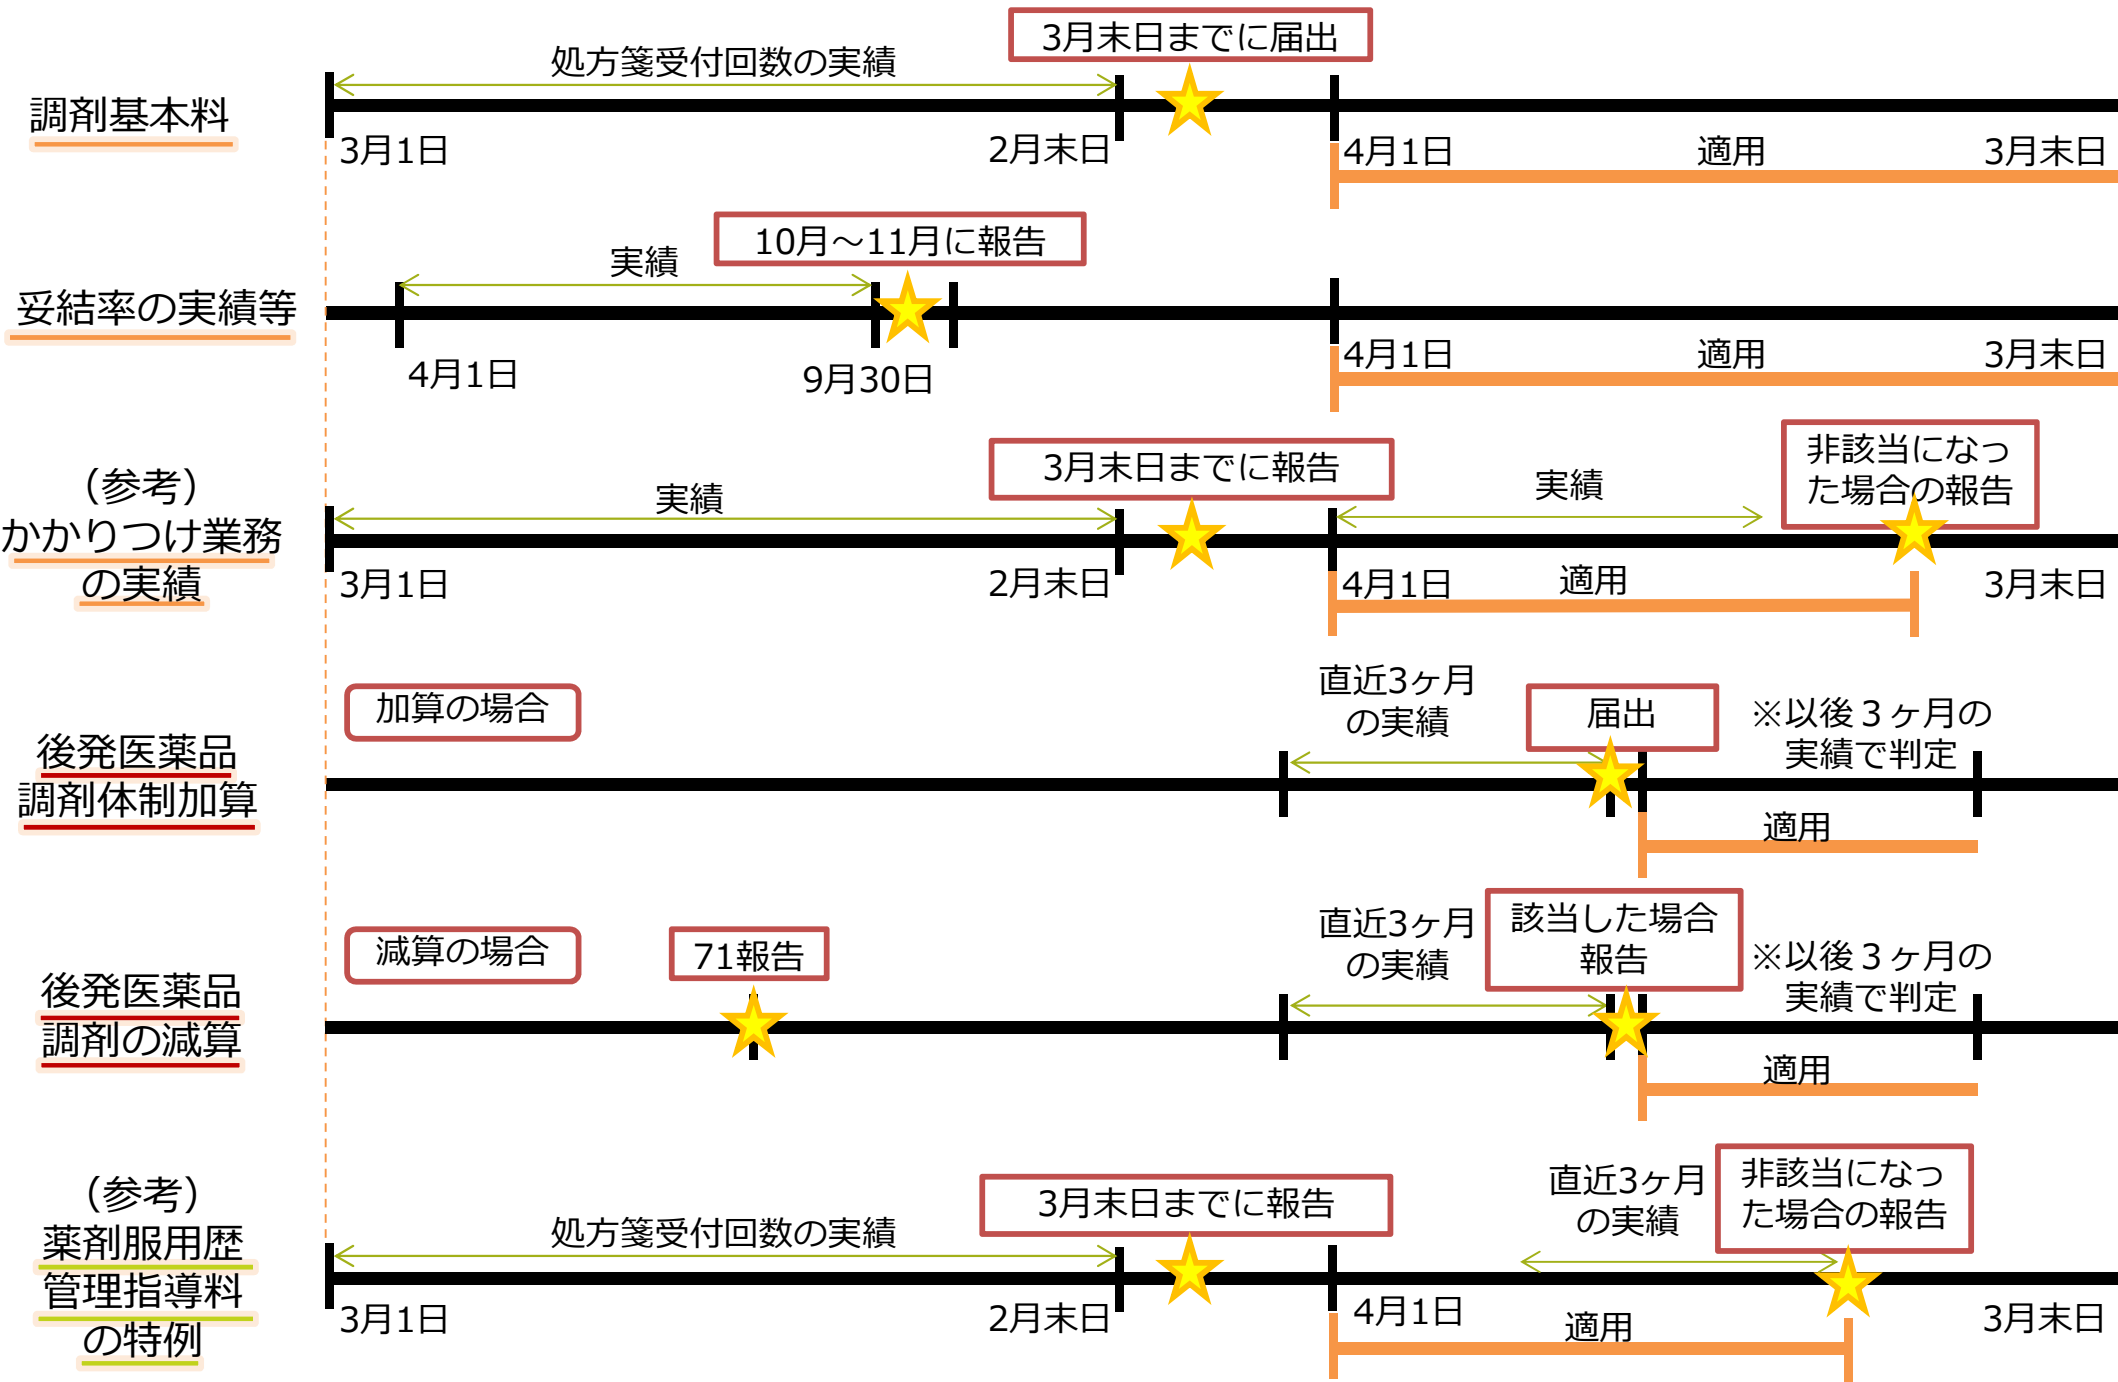 3月末日までに届出
処方箋受付回数の実績
調剤基本料
3月1日
2月末日
4月1日
適用
3月末日
10月～11月に報告
実績
妥結率の実績等
4月1日
9月30日
4月1日
適用
3月末日
（参考）
かかりつけ業務
の実績
実績
3月末日までに報告
実績
非該当になっ
た場合の報告
3月1日
2月末日
4月1日
適用
3月末日
加算の場合
後発医薬品
調剤体制加算
直近3ヶ月
の実績
届出
※以後３ヶ月の
実績で判定
適用
減算の場合
71報告
後発医薬品
調剤の減算
直近3ヶ月
の実績
該当した場合
報告
※以後３ヶ月の
実績で判定
適用
（参考）
薬剤服用歴
管理指導料
の特例
処方箋受付回数の実績
3月末日までに報告
直近3ヶ月
の実績
非該当になっ
た場合の報告
3月1日
2月末日
4月1日
適用
3月末日